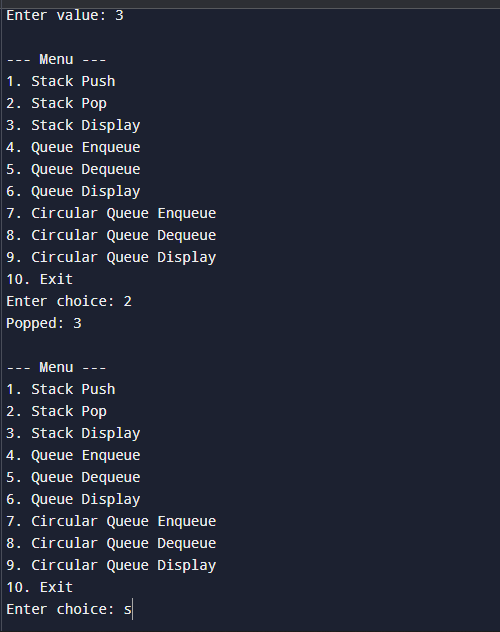 Enter value: 3
--- Menu ---
1. Stack Push
2. Stack Pop
3. Stack Display
4. Queue Enqueue
5. Queue Dequeue
6. Queue Display
7. Circular Queue Enqueue
8. Circular Queue Dequeue
9. Circular Queue Display
10. Exit
Enter choice: 2
Popped: 3
--- Menu ---
1. Stack Push
2. Stack Pop
3. Stack Display
4. Queue Enqueue
5. Queue Dequeue
6. Queue Display
7. Circular Queue Enqueue
8. Circular Queue Dequeue
9. Circular Queue Display
10. Exit
Enter choice: s